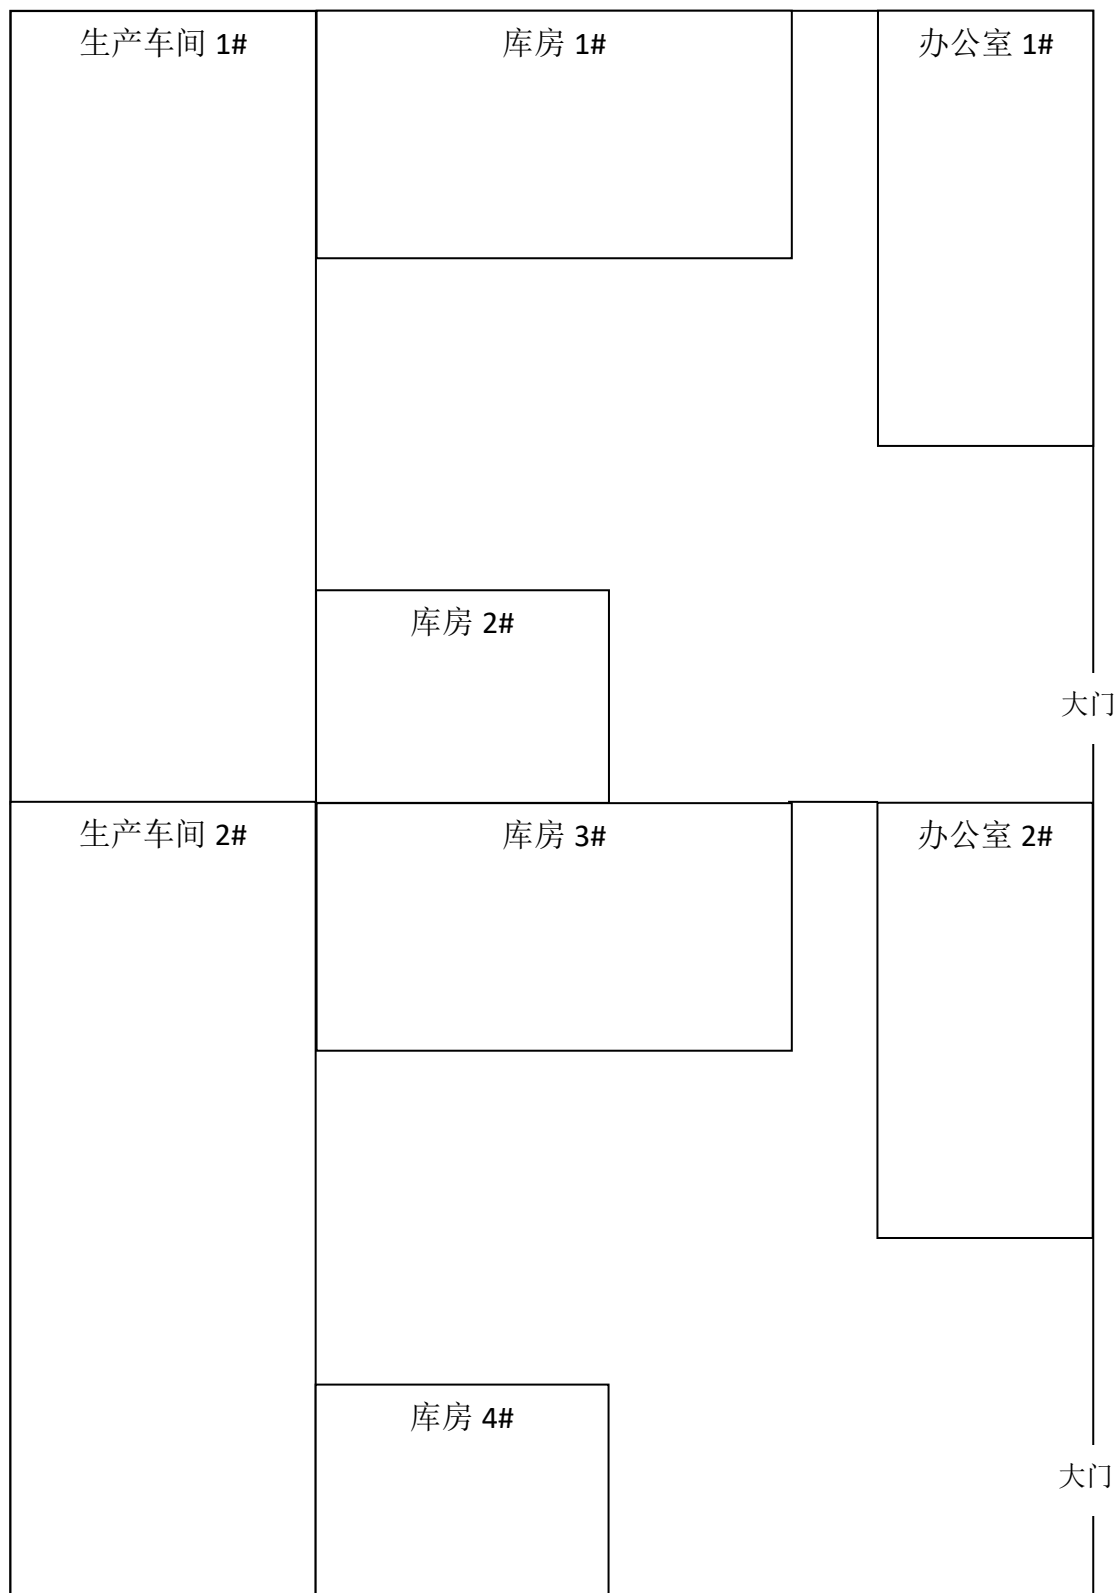 生产车间 1#
库房 1#
办公室 1#
库房 2#
大门
生产车间 2#
库房 3#
办公室 2#
库房 4#
大门